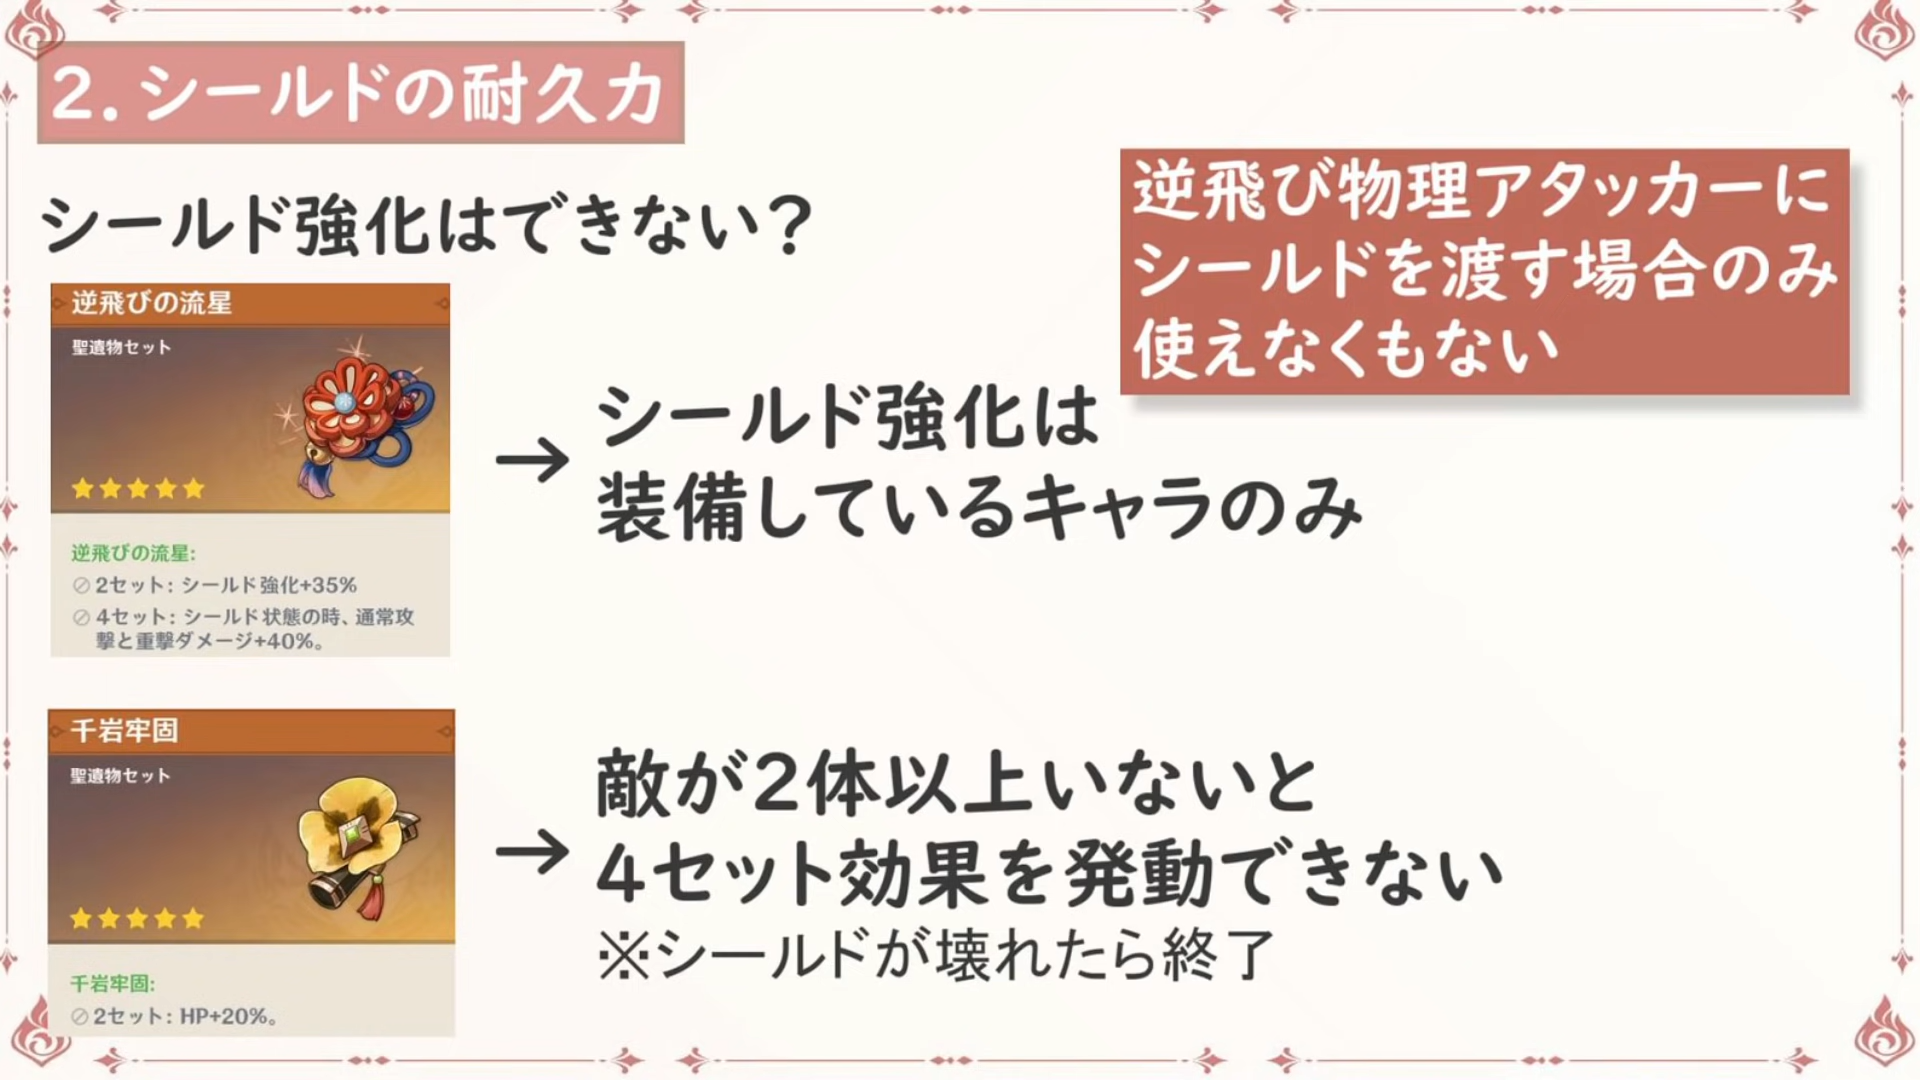 2. シールドの耐久力
シールド強化はできない？
逆飛び物理アタッカーに
シールドを渡す場合のみ
使えなくもない
逆飛びの流星
聖遺物セット
逆飛びの流星:
2セット: シールド強化+35%
4セット: シールド状態の時、通常攻
撃と重撃ダメージ+40%。
→ シールド強化は
装備しているキャラのみ
千岩牢固
聖遺物セット
千岩牢固:
2セット: HP+20%。
→ 敵が2体以上いないと
4セット効果を発動できない
※シールドが壊れたら終了